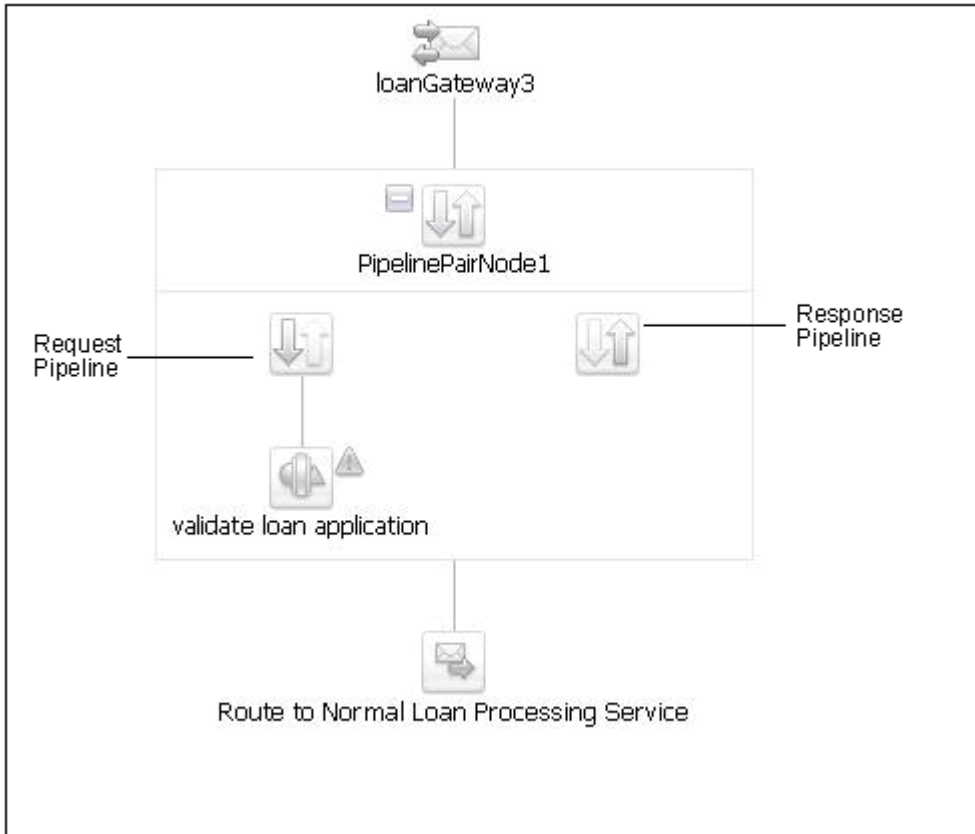 loanGateway3
PipelinePairNode1
Request
Pipeline
Response
Pipeline
validate loan application
Route to Normal Loan Processing Service